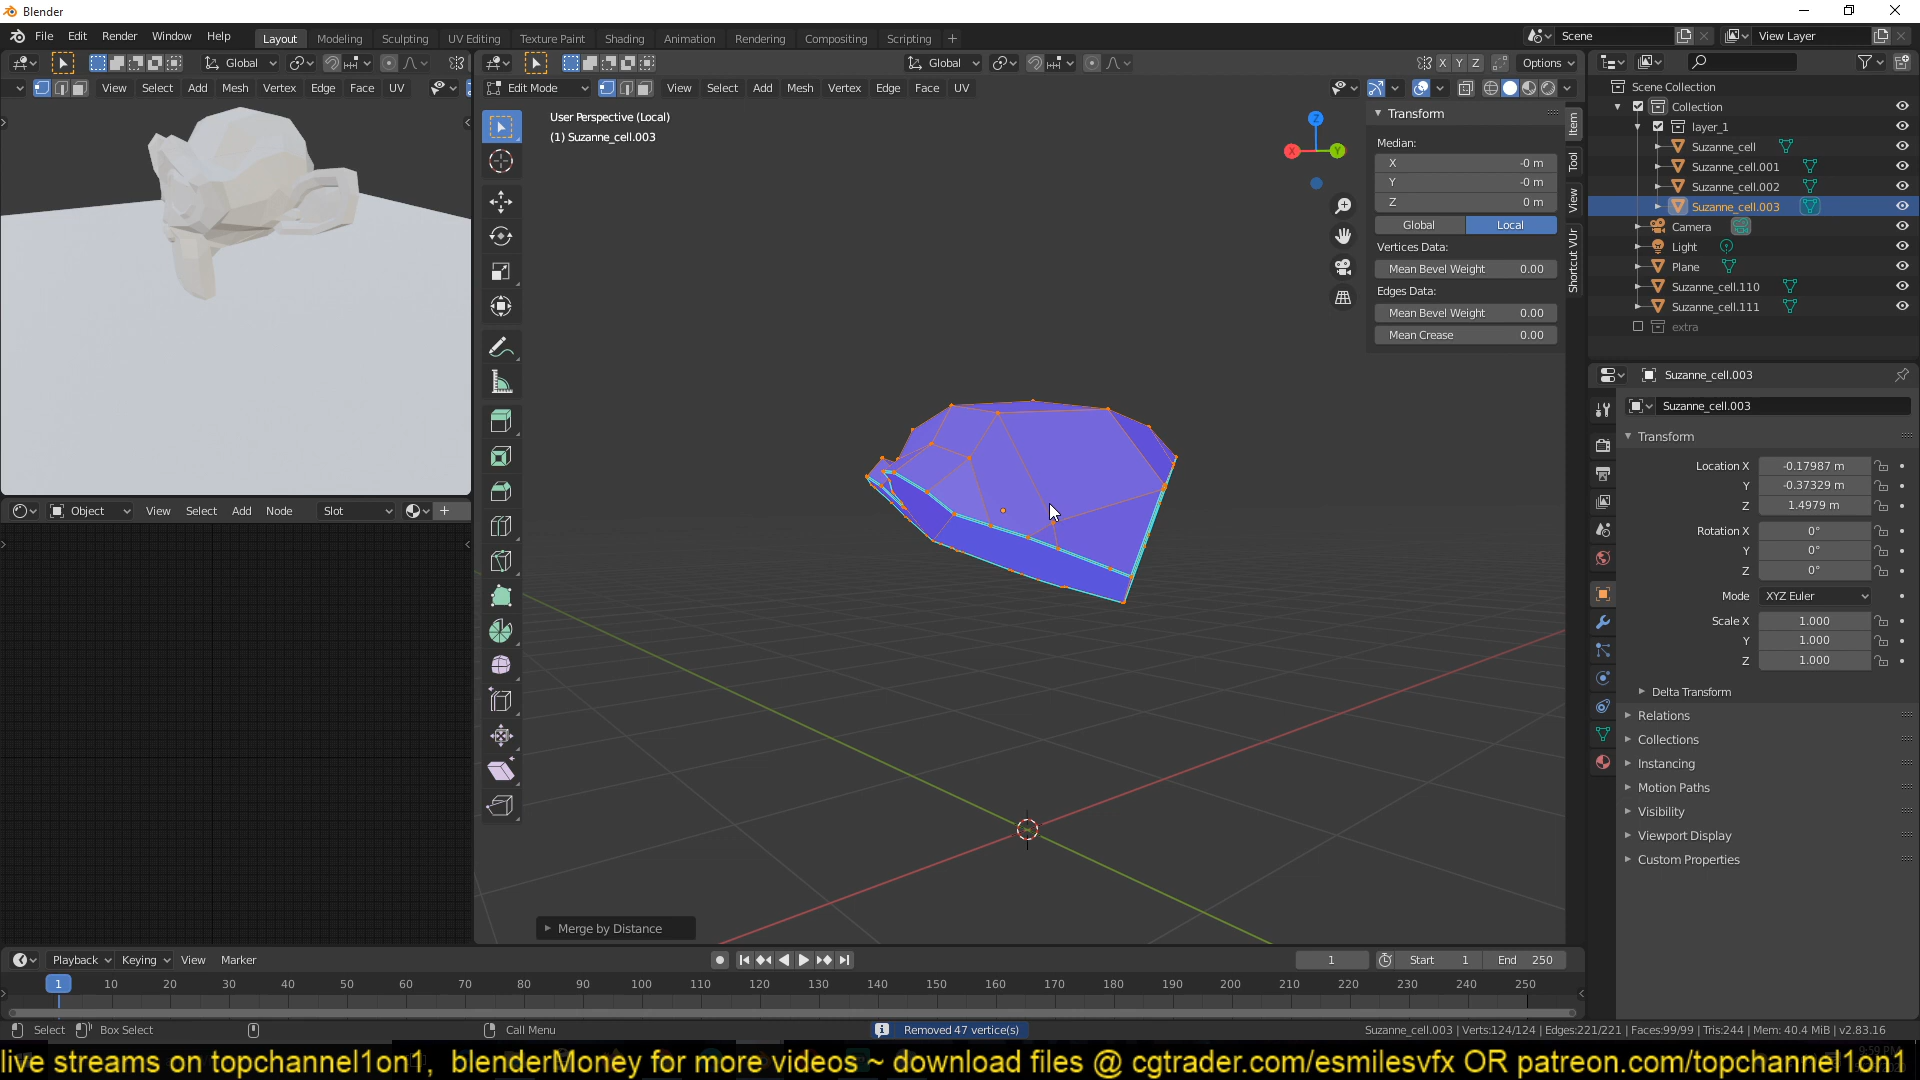 Blender
File Edit Render Window Help
Layout Modeling Sculpting UV Editing Texture Paint Shading Animation Rendering Compositing Scripting +
Scene
View Layer
Global
Global
X Y Z
Options
Edit Mode
View Select Add Mesh Vertex Edge Face UV
View Select Add Mesh Vertex Edge Face UV
User Perspective (Local)
(1) Suzanne_cell.003
Z
X
Y
Transform
Median:
X -0 m
Y -0 m
Z 0 m
Global Local
Vertices Data:
Mean Bevel Weight 0.00
Edges Data:
Mean Bevel Weight 0.00
Mean Crease 0.00
Item
Tool
View
Shortcut VUr
Scene Collection
Collection
layer_1
Suzanne_cell
Suzanne_cell.001
Suzanne_cell.002
Suzanne_cell.003
Camera
Light
Plane
Suzanne_cell.110
Suzanne_cell.111
extra
Suzanne_cell.003
Suzanne_cell.003
Transform
Location X -0.17987 m
Y -0.37329 m
Z 1.4979 m
Rotation X 0°
Y 0°
Z 0°
Mode XYZ Euler
Scale X 1.000
Y 1.000
Z 1.000
Delta Transform
Relations
Collections
Instancing
Motion Paths
Visibility
Viewport Display
Custom Properties
Object View Select Add Node Slot
Merge by Distance
Playback Keying View Marker
1 Start 1 End 250
1 10 20 30 40 50 60 70 80 90 100 110 120 130 140 150 160 170 180 190 200 210 220 230 240 250
Select Box Select Call Menu
Removed 47 vertice(s)
Suzanne_cell.003 | Verts:124/124 | Edges:221/221 | Faces:99/99 | Tris:244 | Mem: 40.4 MiB | v2.83.16
live streams on topchannel1on1, blenderMoney for more videos ~ download files @ cgtrader.com/esmilesvfx OR patreon.com/topchannel1on1